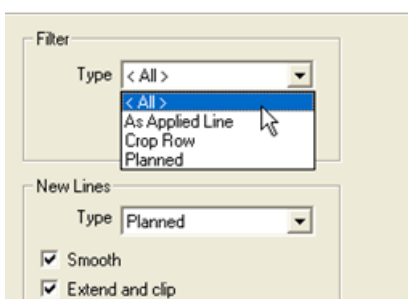 Filter
Type < All >
< All >
As Applied Line
Crop Row
Planned
New Lines
Type Planned
Smooth
Extend and clip